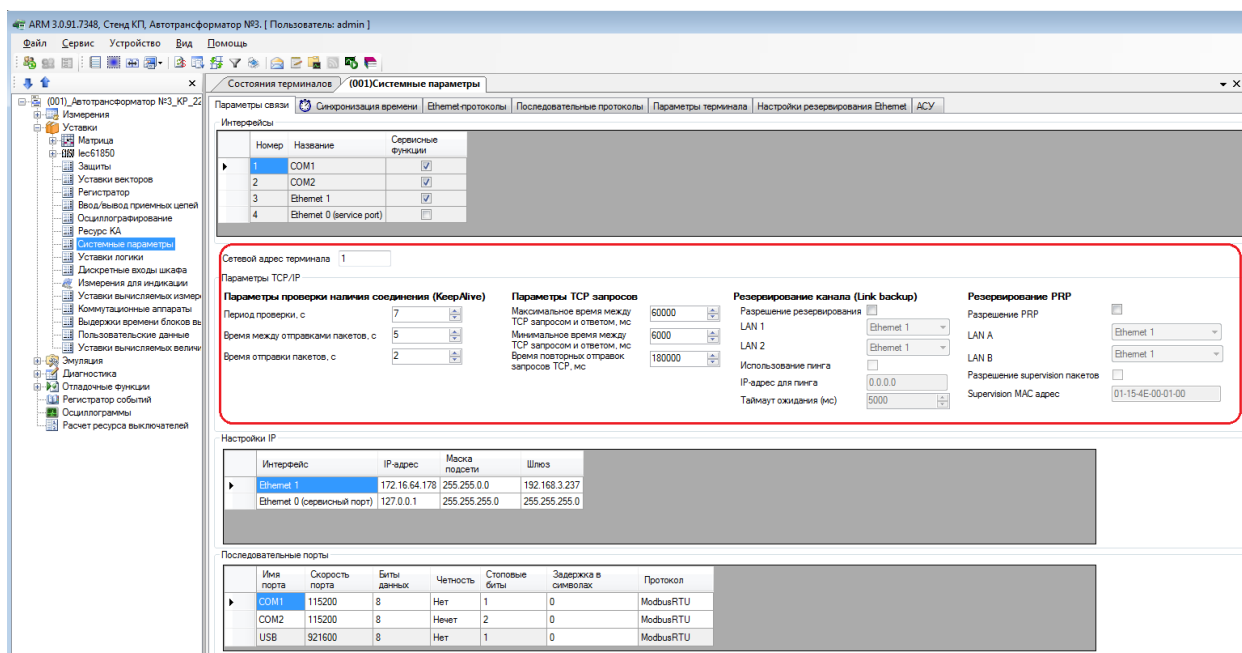 ARM 3.0.91.7348, Стенд КП, Автотрансформатор №3. [ Пользователь: admin ]
Файл Сервис Устройство Вид Помощь
Состояния терминалов (001)Системные параметры
(001)_Автотрансформатор №3_КР_22
Измерения
Уставки
Матрица
Iec61850
Защиты
Уставки векторов
Регистратор
Ввод/вывод приемных цепей
Осциллографирование
Ресурс КА
Системные параметры
Уставки логики
Дискретные входы шкафа
Измерения для индикации
Уставки вычисляемых измер
Коммутационные аппараты
Выдержки времени блоков вы
Пользовательские данные
Уставки вычисляемых величи
Эмуляция
Диагностика
Отладочные функции
Регистратор событий
Осциллограммы
Расчет ресурса выключателей
Параметры связи Синхронизация времени Ethernet-протоколы Последовательные протоколы Параметры терминала Настройки резервирования Ethernet АСУ
Интерфейсы
Номер Название Сервисные функции
1 COM1
2 COM2
3 Ethernet 1
4 Ethernet 0 (service port)
Сетевой адрес терминала 1
Параметры TCP/IP
Параметры проверки наличия соединения (KeepAlive)
Период проверки, с 7
Время между отправками пакетов, с 5
Время отправки пакетов, с 2
Параметры TCP запросов
Максимальное время между
TCP запросом и ответом, мс 60000
Минимальное время между
TCP запросом и ответом, мс 6000
Время повторных отправок
запросов TCP, мс 180000
Резервирование канала (Link backup)
Разрешение резервирования
LAN 1 Ethernet 1
LAN 2 Ethernet 1
Использование пинга
IP-адрес для пинга 0.0.0.0
Таймаут ожидания (мс) 5000
Резервирование PRP
Разрешение PRP
LAN A Ethernet 1
LAN B Ethernet 1
Разрешение supervision пакетов
Supervision MAC адрес 01-15-4E-00-01-00
Настройки IP
Интерфейс IP-адрес Маска подсети Шлюз
Ethernet 1 172.16.64.178 255.255.0.0 192.168.3.237
Ethernet 0 (сервисный порт) 127.0.0.1 255.255.255.0 255.255.255.0
Последовательные порты
Имя порта Скорость порта Биты данных Четность Стоповые биты Задержка в символах Протокол
COM1 115200 8 Нет 1 0 ModbusRTU
COM2 115200 8 Нечет 2 0 ModbusRTU
USB 921600 8 Нет 1 0 ModbusRTU